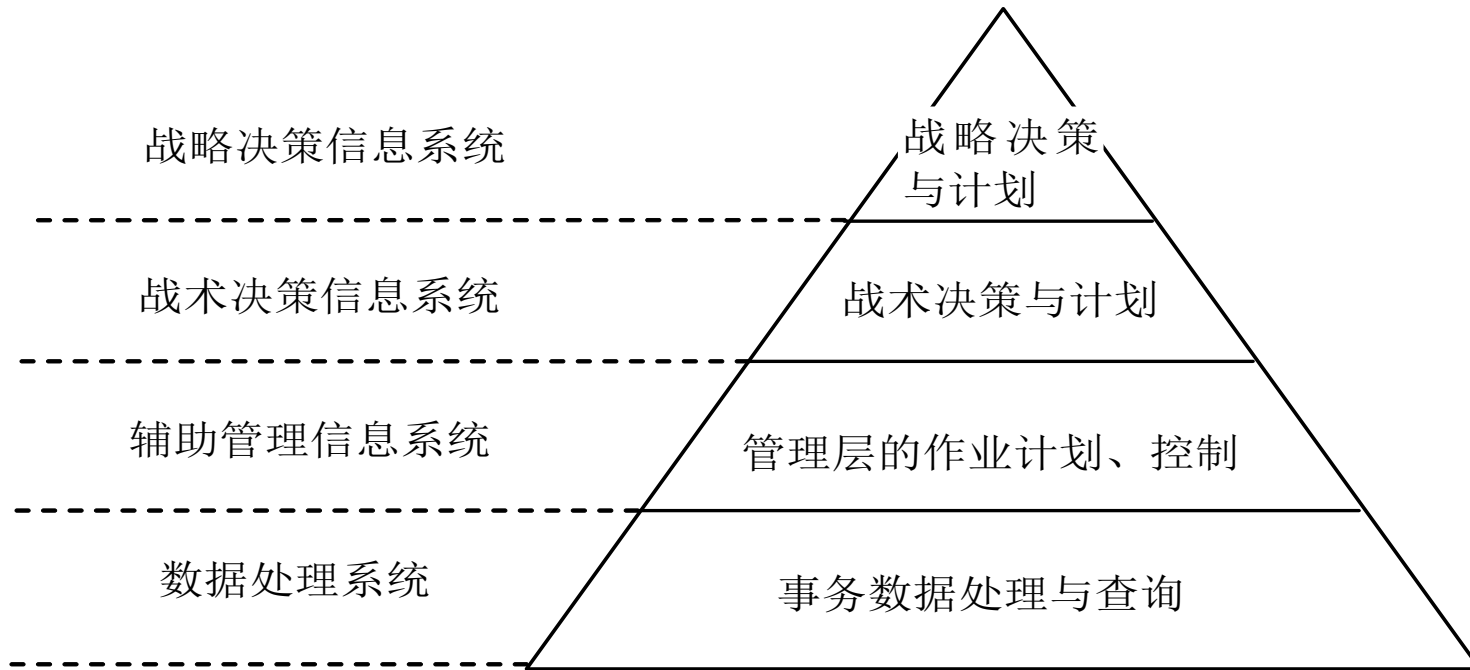 战略决策信息系统
战略决策
与计划
战术决策信息系统
战术决策与计划
辅助管理信息系统
管理层的作业计划、控制
数据处理系统
事务数据处理与查询